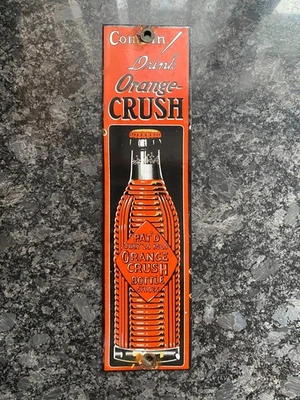 Come in /
Drink
Orange-
CRUSH
PAT'D
ORANGE
CRUSH
BOTTLE